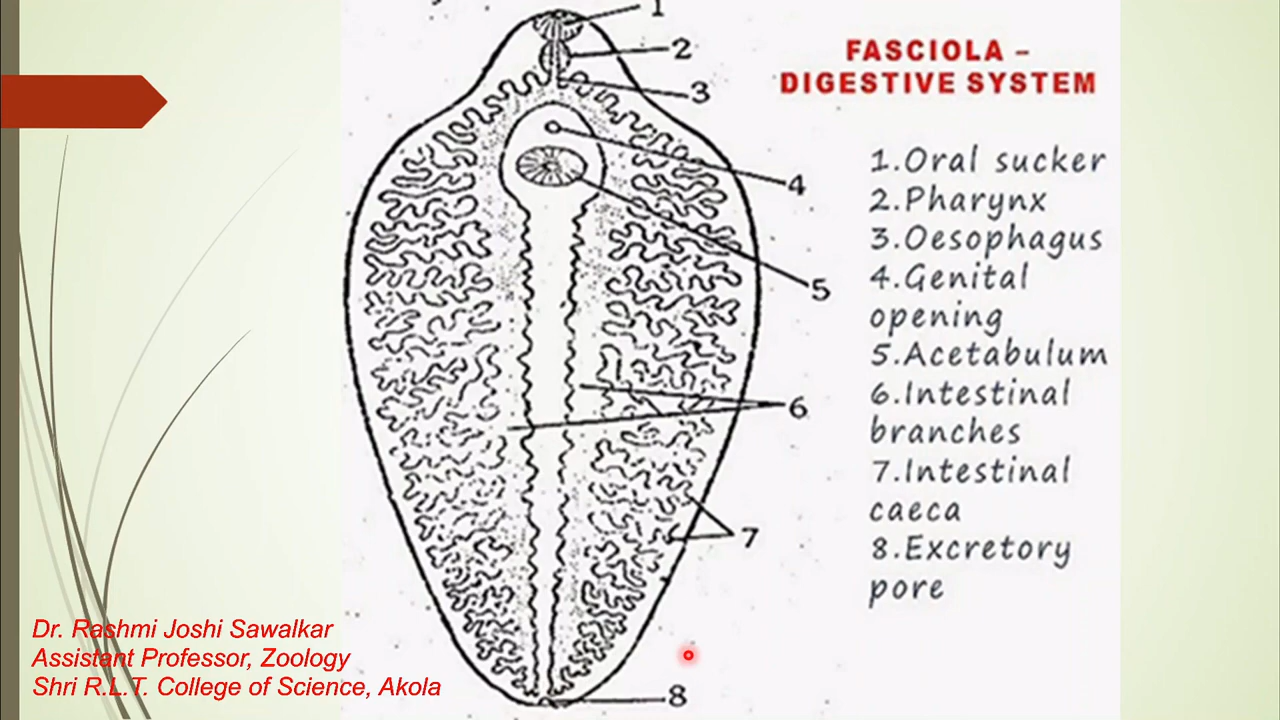 1
2
3
4
5
6
7
8
FASCIOLA –
DIGESTIVE SYSTEM
1.Oral sucker
2.Pharynx
3.Oesophagus
4.Genital
opening
5.Acetabulum
6.Intestinal
branches
7.Intestinal
caeca
8.Excretory
pore
Dr. Rashmi Joshi Sawalkar
Assistant Professor, Zoology
Shri R.L.T. College of Science, Akola